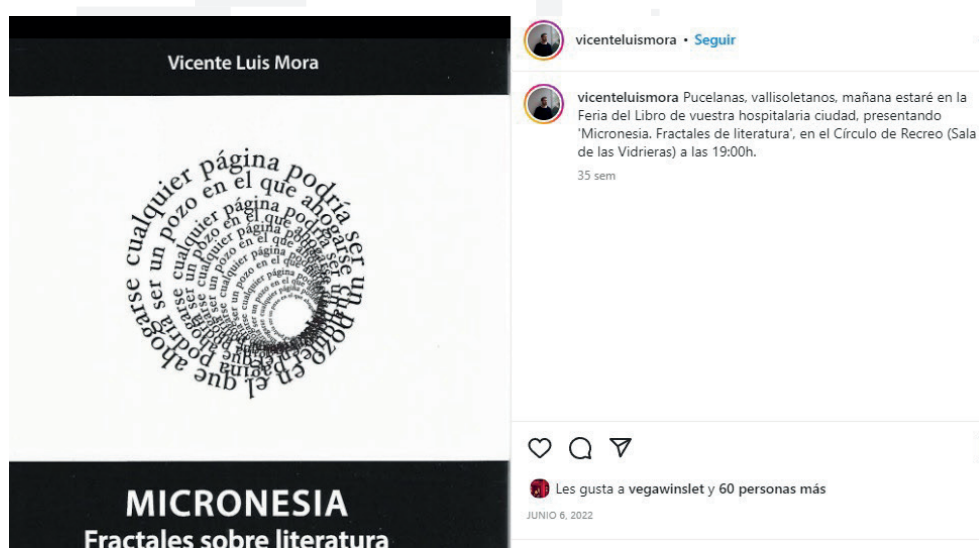 Vicente Luis Mora
cualquier página podría ser un pozo en el que ahogarse
MICRONESIA
Fractales sobre literatura
vicenteluismora • Seguir
vicenteluismora Pucelanas, vallisoletanos, mañana estaré en la
Feria del Libro de vuestra hospitalaria ciudad, presentando
'Micronesia. Fractales de literatura', en el Círculo de Recreo (Sala
de las Vidrieras) a las 19:00h.
35 sem
Les gusta a vegawinslet y 60 personas más
JUNIO 6, 2022